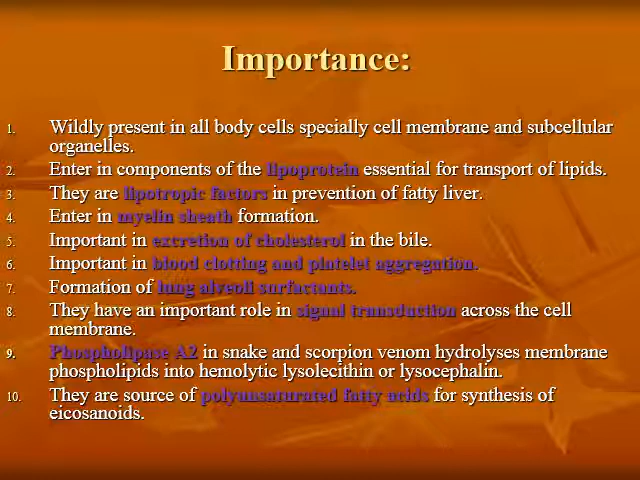 Importance:
1. Wildly present in all body cells specially cell membrane and subcellular
organelles.
2. Enter in components of the lipoprotein essential for transport of lipids.
3. They are lipotropic factors in prevention of fatty liver.
4. Enter in myelin sheath formation.
5. Important in excretion of cholesterol in the bile.
6. Important in blood clotting and platelet aggregation.
7. Formation of lung alveoli surfactants.
8. They have an important role in signal transduction across the cell
membrane.
9. Phospholipase A2 in snake and scorpion venom hydrolyses membrane
phospholipids into hemolytic lysolecithin or lysocephalin.
10. They are source of polyunsaturated fatty acids for synthesis of
eicosanoids.